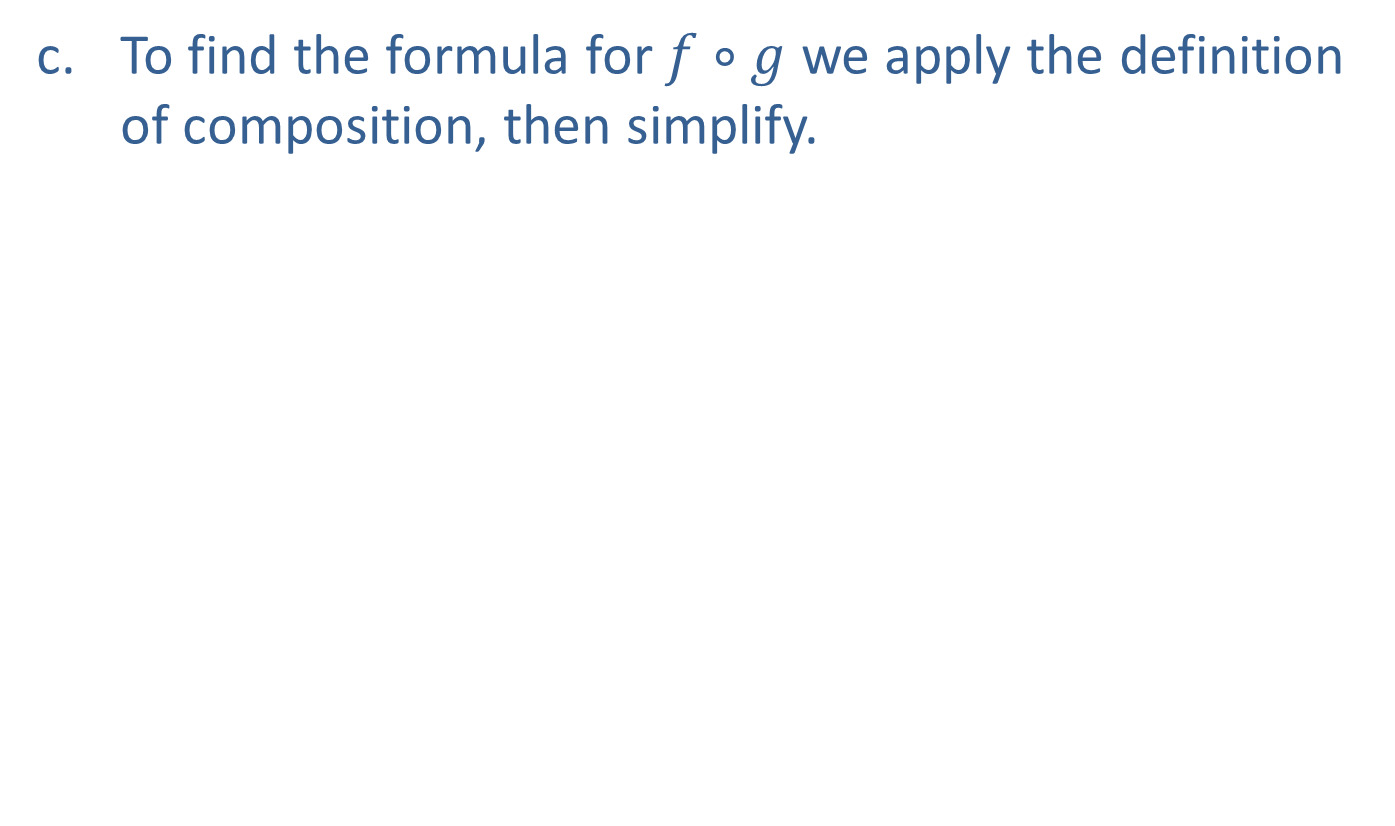 c. To find the formula for f ∘ g we apply the definition
of composition, then simplify.